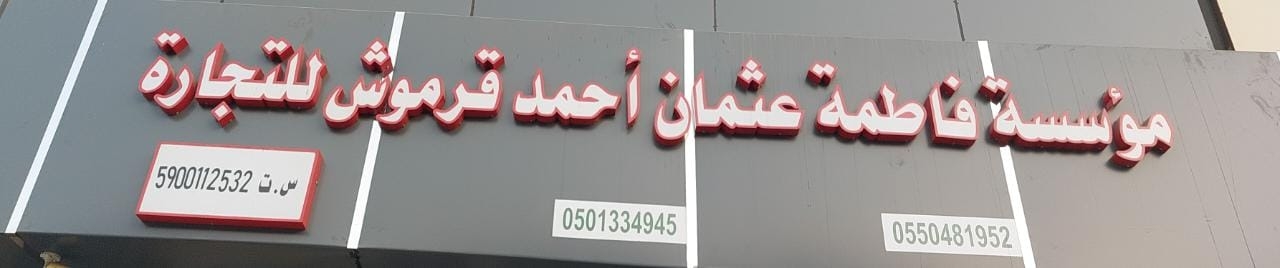 مؤسسة فاطمة عثمان أحمد قرموش للتجارة
س.ت 5900112532
0550481952
0501334945